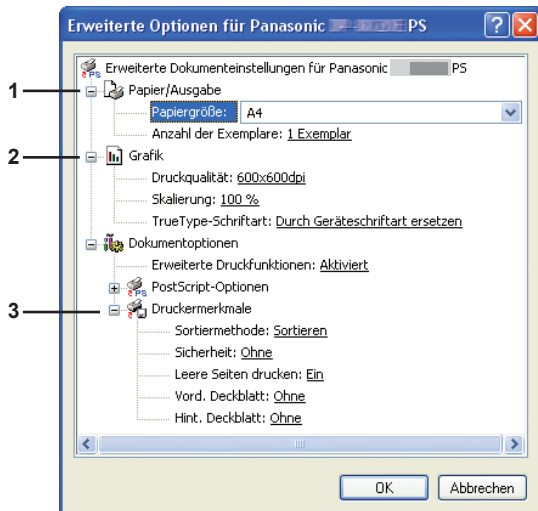 Erweiterte Optionen für Panasonic PS
Erweiterte Dokumenteinstellungen für Panasonic PS
1 Papier/Ausgabe
Papiergröße: A4
Anzahl der Exemplare: 1 Exemplar
2 Grafik
Druckqualität: 600x600dpi
Skalierung: 100 %
TrueType-Schriftart: Durch Geräteschriftart ersetzen
Dokumentoptionen
Erweiterte Druckfunktionen: Aktiviert
PostScript-Optionen
3 Druckermerkmale
Sortiermethode: Sortieren
Sicherheit: Ohne
Leere Seiten drucken: Ein
Vord. Deckblatt: Ohne
Hint. Deckblatt: Ohne
OK Abbrechen